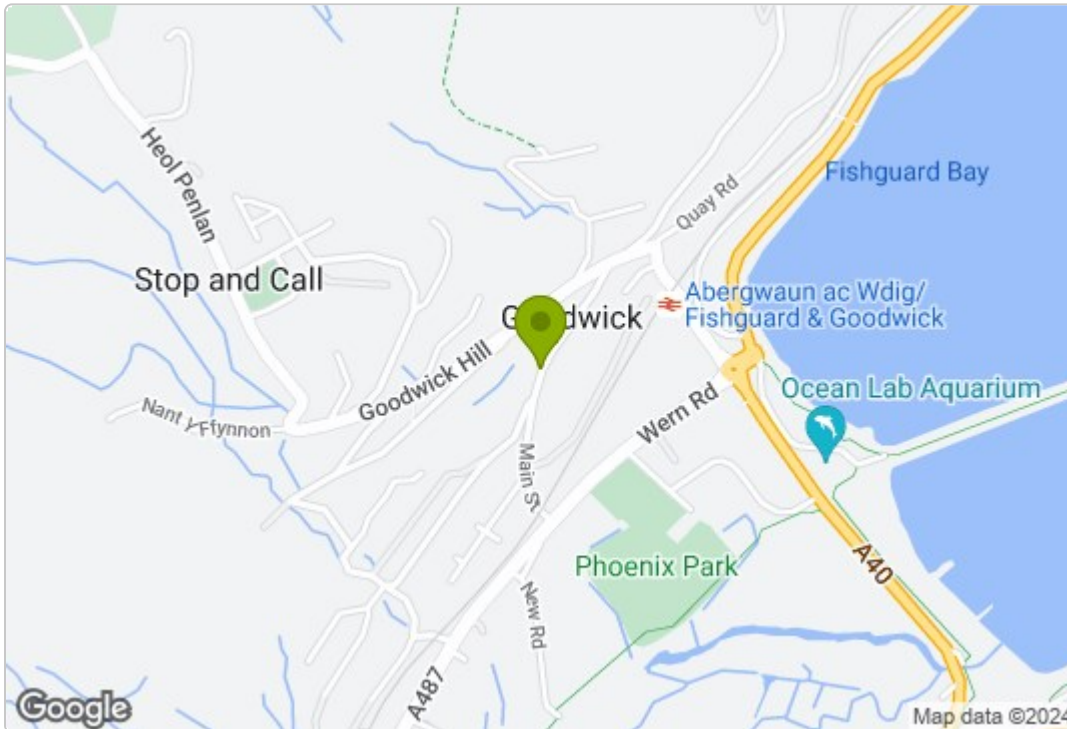 Heol Penlan
Quay Rd
Fishguard Bay
Stop and Call
Abergwaun ac Wdig/
Fishguard & Goodwick
Goodwick Hill
Wern Rd
Ocean Lab Aquarium
Nant Y Ffynnon
Main St
Phoenix Park
A40
New Rd
A487
Google
Map data ©2024